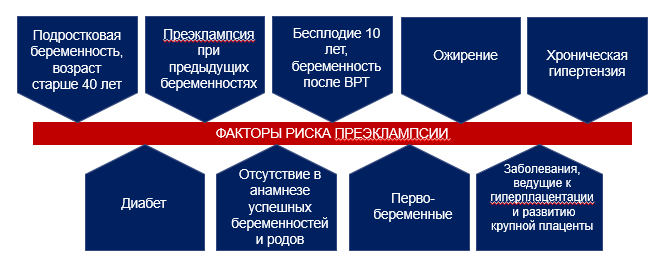 Подростковая
беременность,
возраст
старше 40 лет
Преэклампсия
при
предыдущих
беременностях
Бесплодие 10
лет,
беременность
после ВРТ
Ожирение
Хроническая
гипертензия
ФАКТОРЫ РИСКА ПРЕЭКЛАМПСИИ
Диабет
Отсутствие в
анамнезе
успешных
беременностей
и родов
Перво-
беременные
Заболевания,
ведущие к
гиперплацентации
и развитию
крупной плаценты